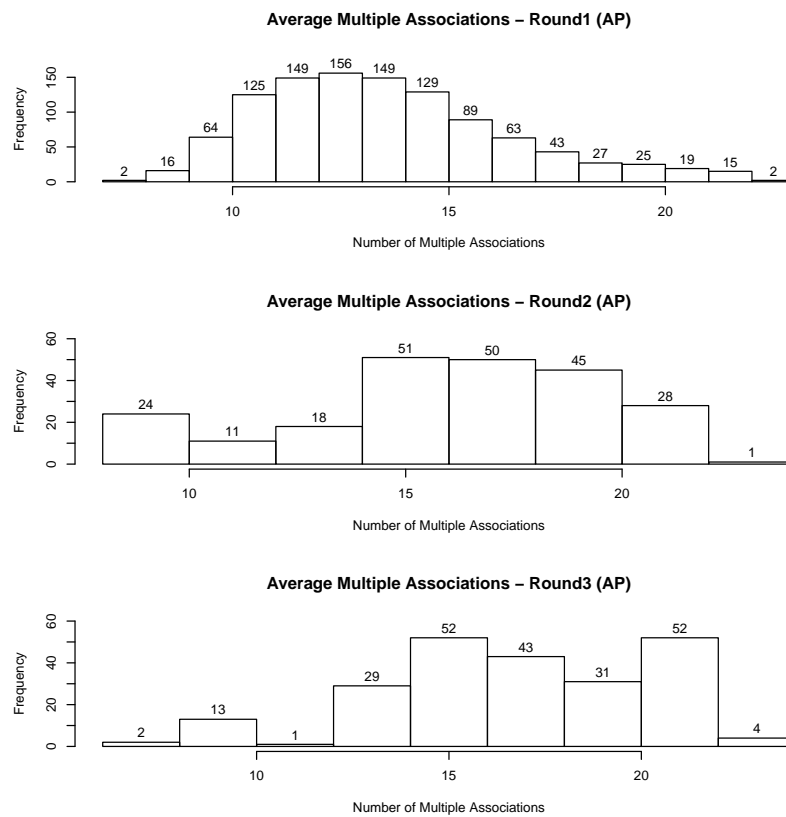 Average Multiple Associations − Round1 (AP)
Frequency
0 50 100 150
2 16 64 125 149 156 149 129 89 63 43 27 25 19 15 2
10 15 20
Number of Multiple Associations
Average Multiple Associations − Round2 (AP)
Frequency
0 20 40 60
24 11 18 51 50 45 28 1
10 15 20
Number of Multiple Associations
Average Multiple Associations − Round3 (AP)
Frequency
0 20 40 60
2 13 1 29 52 43 31 52 4
10 15 20
Number of Multiple Associations